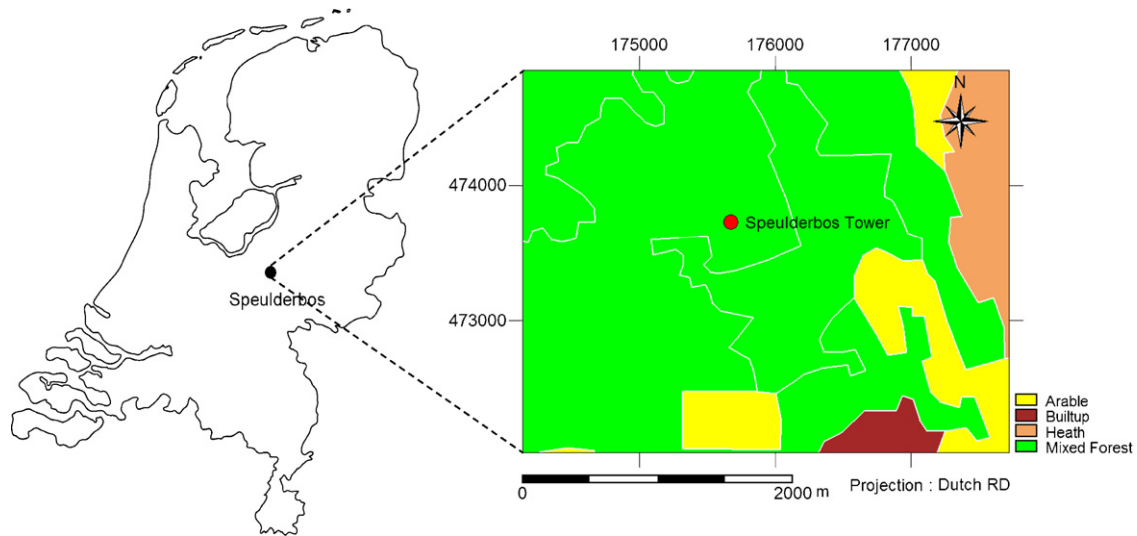 175000 176000 177000
N
474000
Speulderbos Tower
Speulderbos
473000
Arable
Builtup
Heath
Mixed Forest
0 2000 m
Projection : Dutch RD